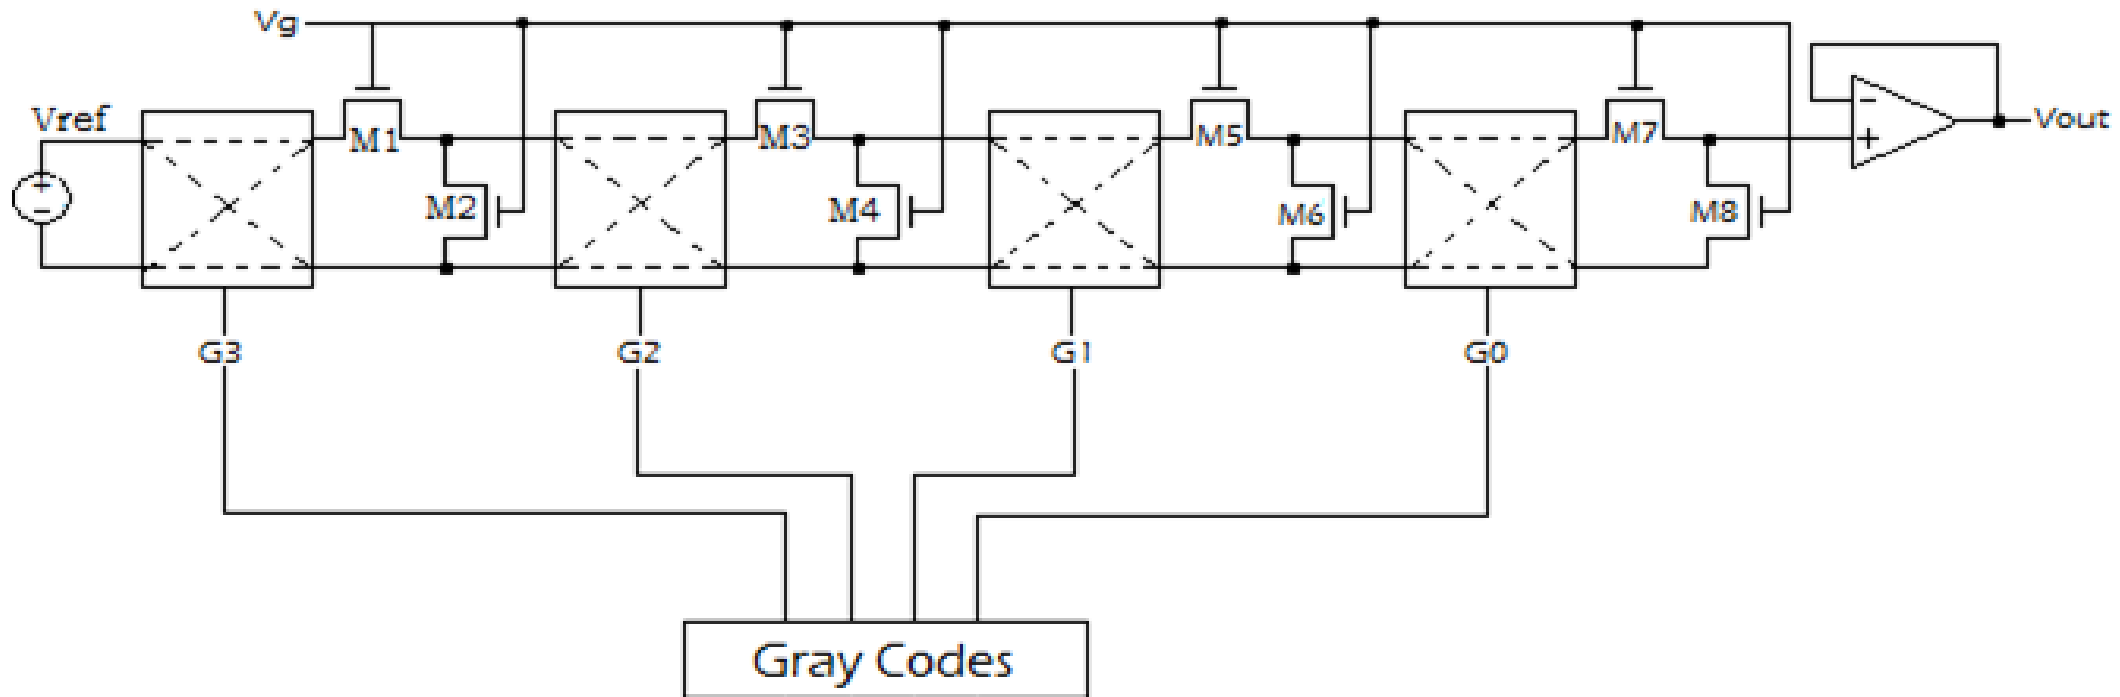 Vg
Vref
M1
M2
M3
M4
M5
M6
M7
M8
-
+
Vout
+
-
G3
G2
G1
G0
Gray Codes